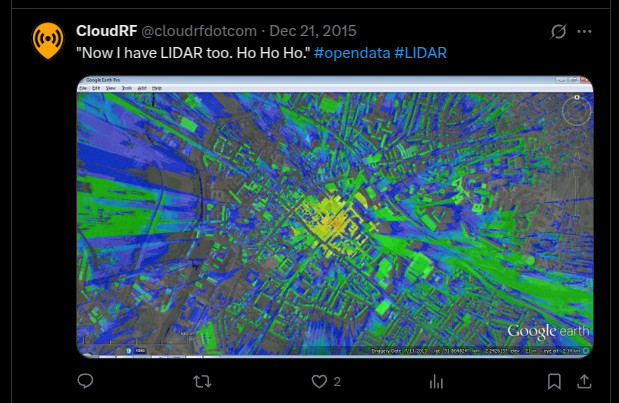 CloudRF @cloudrfdotcom · Dec 21, 2015
"Now I have LIDAR too. Ho Ho Ho." #opendata #LIDAR
Google Earth Pro
File Edit View Tools Add Help
Google earth
2